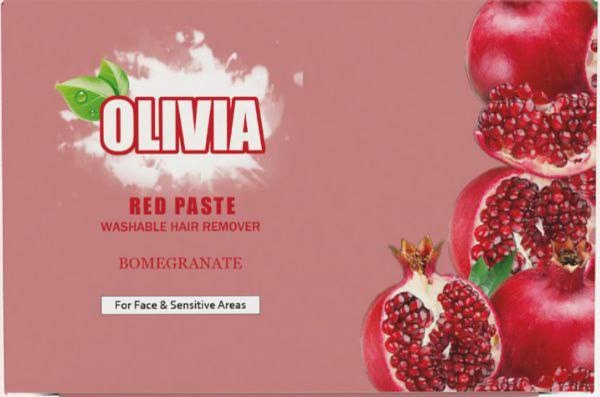 OLIVIA
RED PASTE
WASHABLE HAIR REMOVER
BOMEGRANATE
For Face & Sensitive Areas